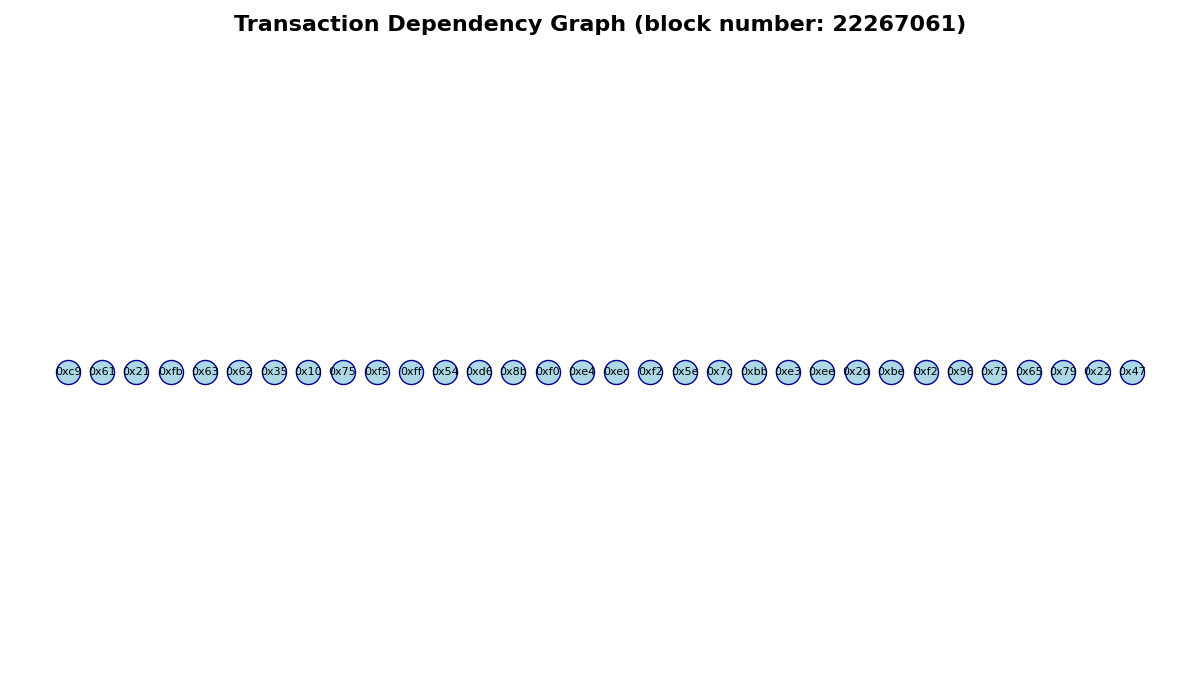 Transaction Dependency Graph (block number: 22267061)
0xc9 0x61 0x21 0xfb 0x63 0x62 0x35 0x10 0x75 0xf5 0xff 0x54 0xd6 0x8b 0xf0 0xe4 0xec 0xf2 0x5e 0x7c 0xbb 0xe3 0xee 0x2d 0xbe 0xf2 0x96 0x75 0x65 0x79 0x22 0x47